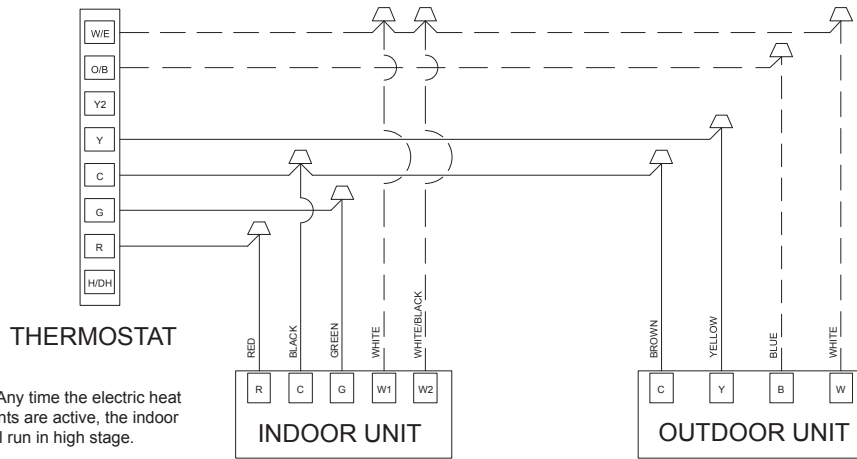 W/E
O/B
Y2
Y
C
G
R
H/DH
THERMOSTAT
RED
BLACK
GREEN
WHITE
WHITE/BLACK
BROWN
YELLOW
BLUE
WHITE
R
C
G
W1
W2
C
Y
B
W
INDOOR UNIT
OUTDOOR UNIT
Any time the electric heat
nts are active, the indoor
l run in high stage.